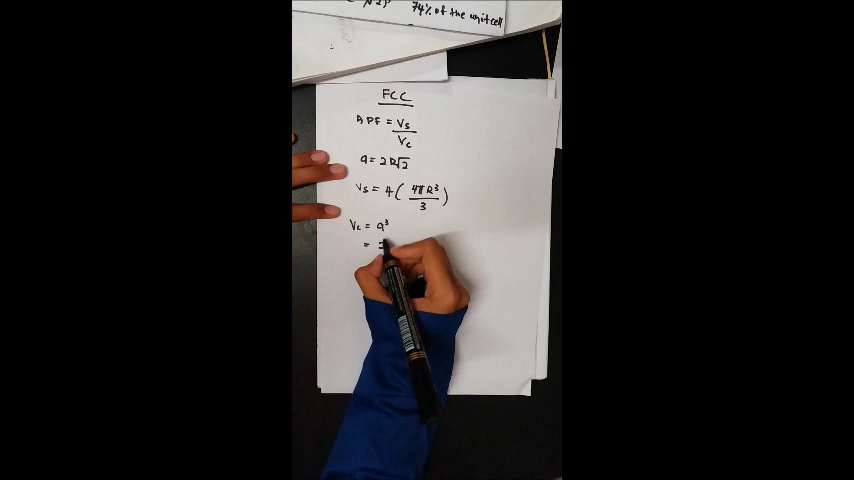 74% of the unit cell
FCC
APF = Vs
Vc
a = 2R√2
Vs = 4 ( 4πR³ )
3
Vc = a³
=